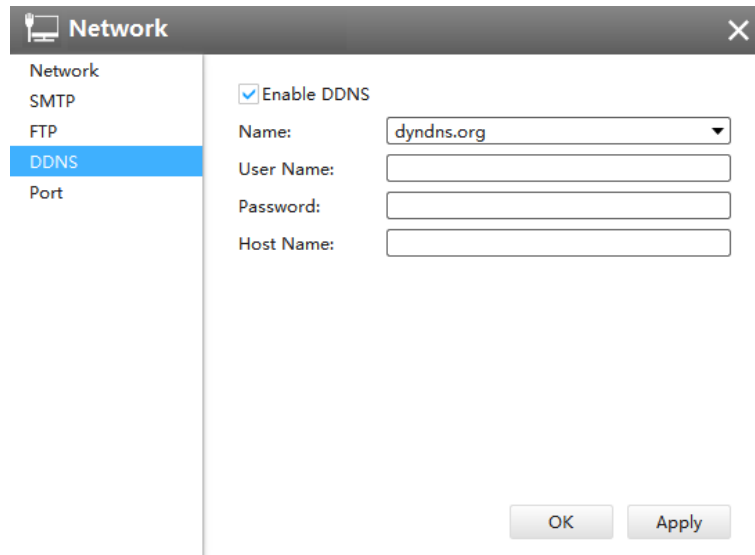 Network
Network
SMTP
FTP
DDNS
Port
Enable DDNS
Name: dyndns.org
User Name:
Password:
Host Name:
OK Apply